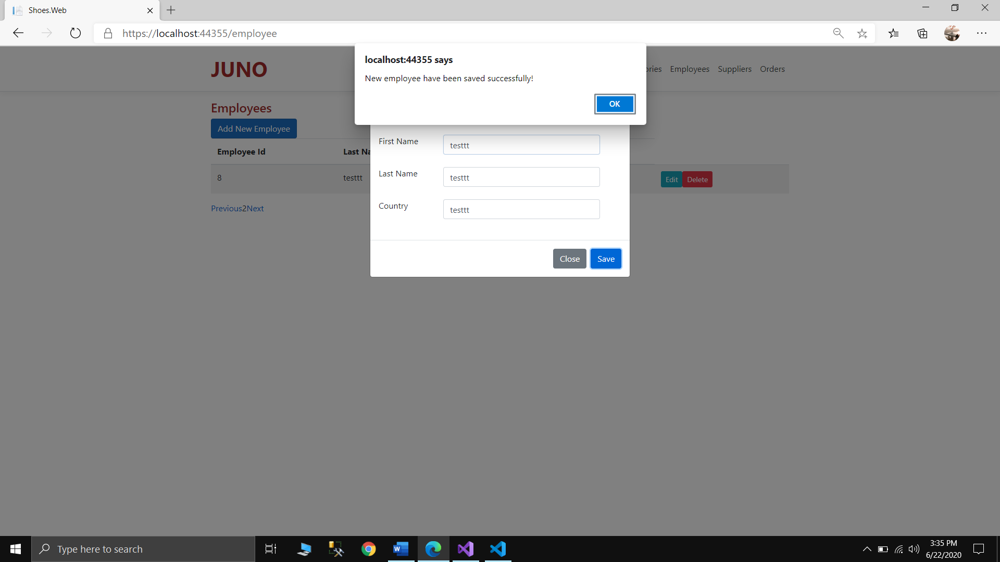 Shoes.Web
https://localhost:44355/employee
localhost:44355 says
New employee have been saved successfully!
OK
JUNO
ories Employees Suppliers Orders
Employees
Add New Employee
Employee Id Last Na
8 testtt Edit Delete
Previous2Next
First Name testtt
Last Name testtt
Country testtt
Close Save
Type here to search
3:35 PM
6/22/2020